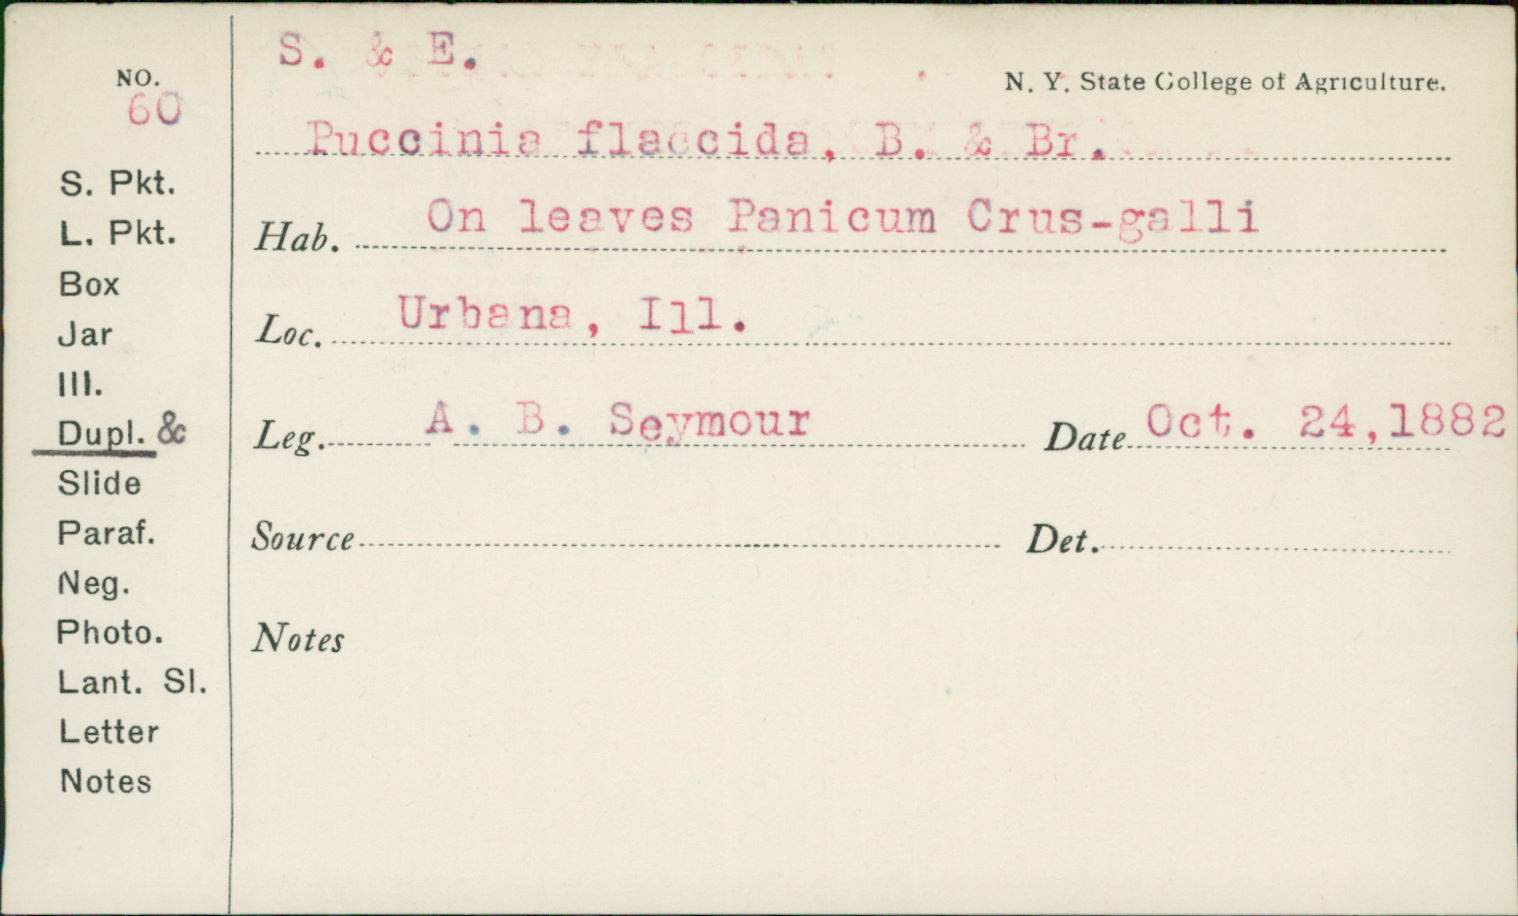 NO.
60
S. Pkt.
L. Pkt.
Box
Jar
Ill.
Dupl. &
Slide
Paraf.
Neg.
Photo.
Lant. Sl.
Letter
Notes
S. & E.
N. Y. State College of Agriculture.
Puccinia flaccida, B. & Br.
Hab. On leaves Panicum Crus-galli
Loc. Urbana, Ill.
Leg. A. B. Seymour Date Oct. 24,1882
Source Det.
Notes